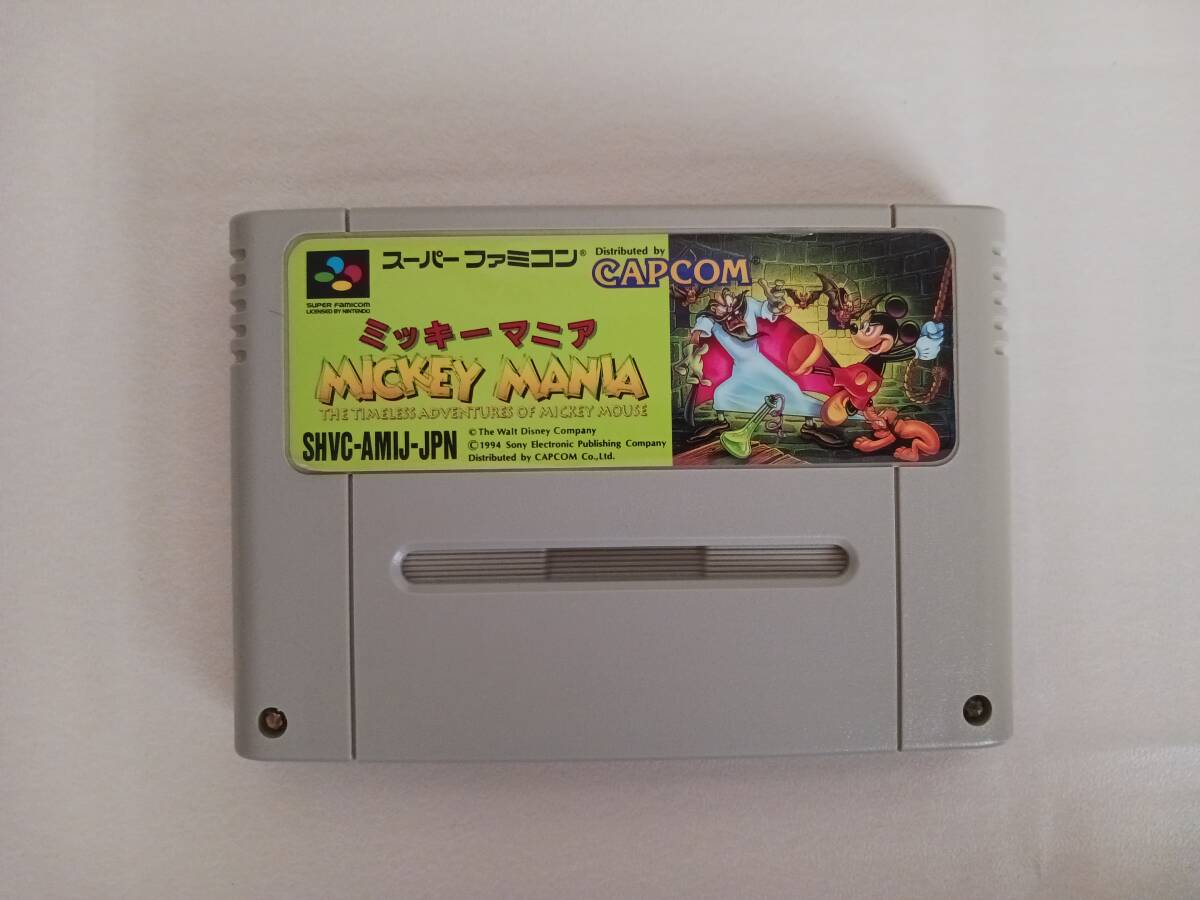 SUPER FAMICOM
LICENSED BY NINTENDO
スーパーファミコン®
Distributed by
CAPCOM®
ミッキーマニア
MICKEY MANIA
THE TIMELESS ADVENTURES OF MICKEY MOUSE
SHVC-AMIJ-JPN
©The Walt Disney Company
©1994 Sony Electronic Publishing Company
Distributed by CAPCOM Co., Ltd.